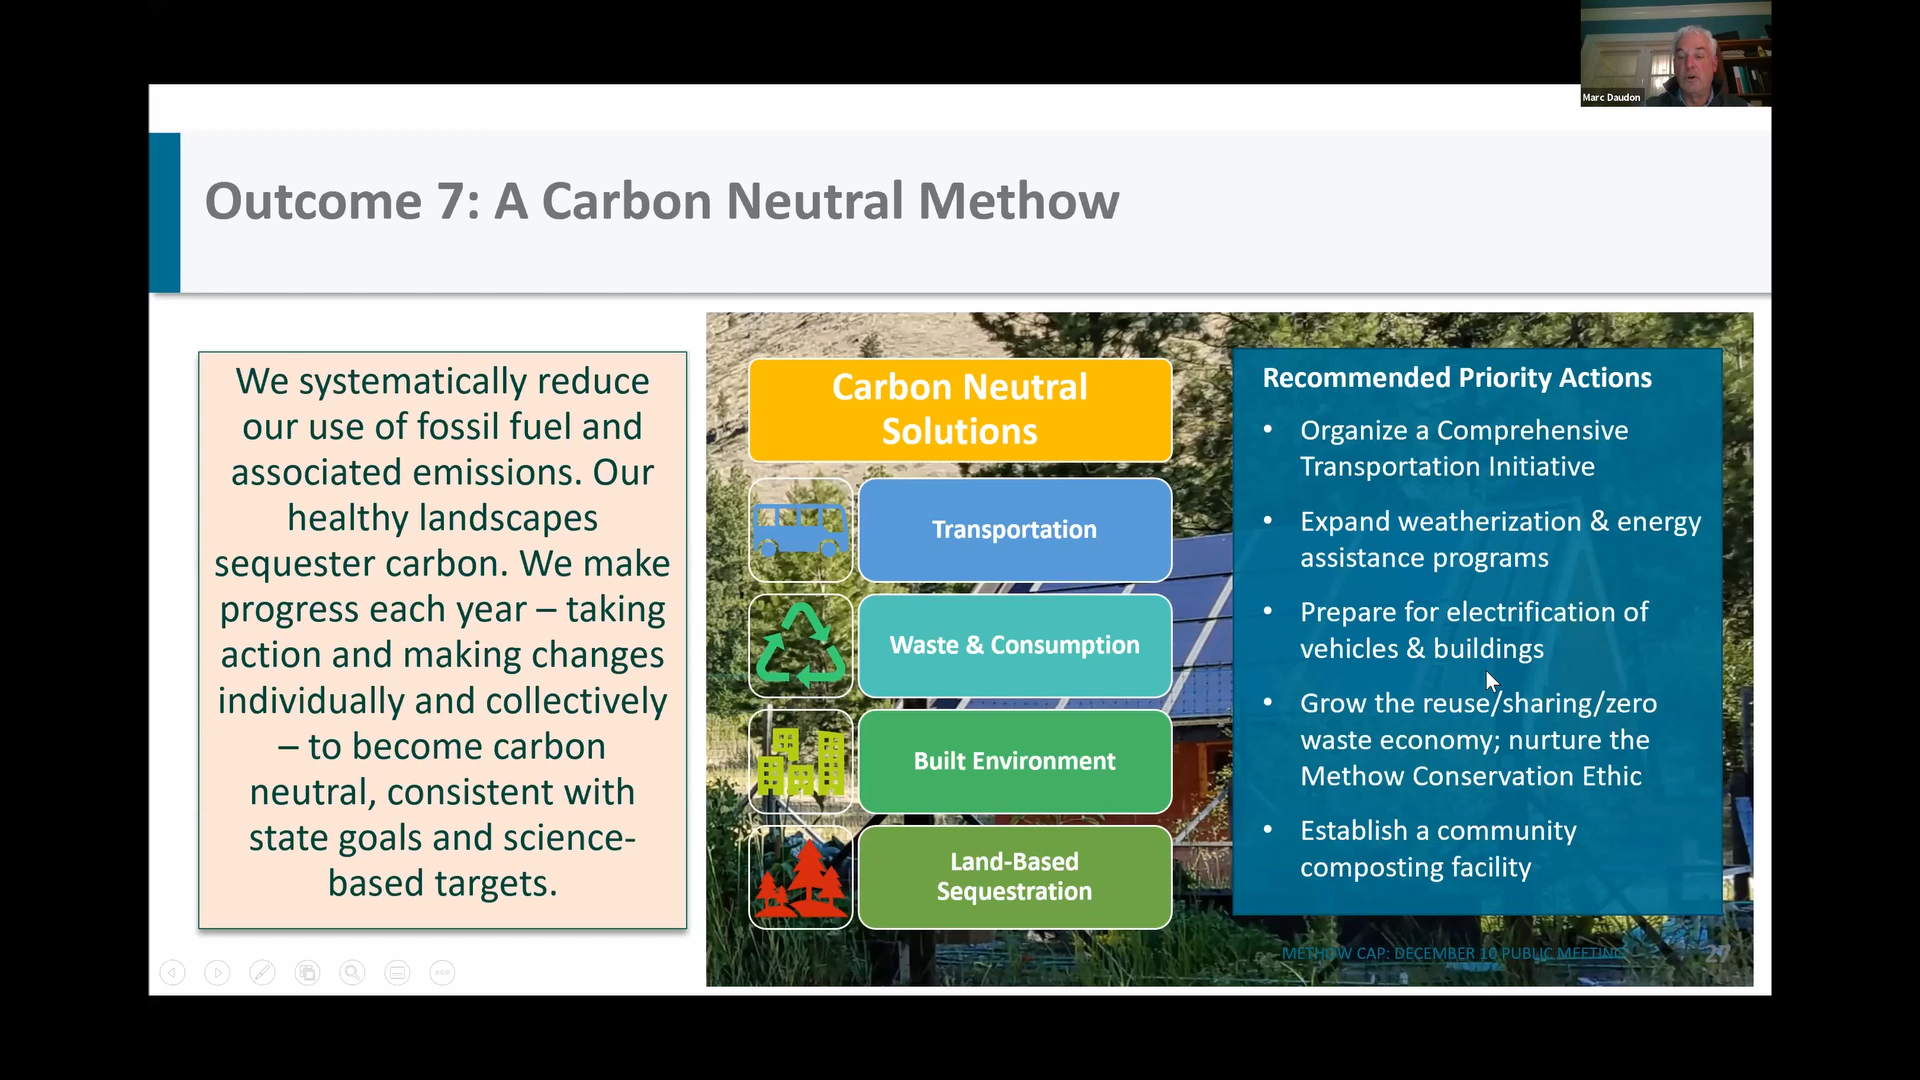 Marc Daudon
Outcome 7: A Carbon Neutral Methow
We systematically reduce
our use of fossil fuel and
associated emissions. Our
healthy landscapes
sequester carbon. We make
progress each year – taking
action and making changes
individually and collectively
– to become carbon
neutral, consistent with
state goals and science-
based targets.
Carbon Neutral
Solutions
Transportation
Waste & Consumption
Built Environment
Land-Based
Sequestration
Recommended Priority Actions
• Organize a Comprehensive
Transportation Initiative
• Expand weatherization & energy
assistance programs
• Prepare for electrification of
vehicles & buildings
• Grow the reuse/sharing/zero
waste economy; nurture the
Methow Conservation Ethic
• Establish a community
composting facility
METHOW CAP: DECEMBER 10 PUBLIC MEETING
27